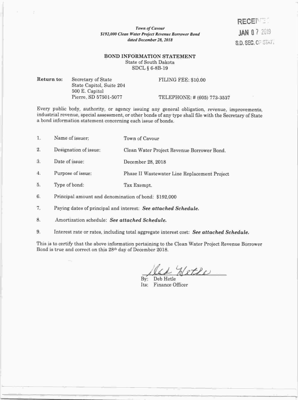 Town of Cavour
$192,000 Clean Water Project Revenue Borrower Bond
dated December 28, 2018
JAN 07 2019
S.D. SEC. OF
BOND INFORMATION STATEMENT
State of South Dakota
SDCL § 6-8B-19
Return to: Secretary of State FILING FEE: $10.00
State Capitol, Suite 204
500 E. Capitol
Pierre, SD 57501-5077 TELEPHONE: # (605) 773-3537
Every public body, authority, or agency issuing any general obligation, revenue, improvements,
industrial revenue, special assessment, or other bonds of any type shall file with the Secretary of State
a bond information statement concerning each issue of bonds.
1. Name of issuer: Town of Cavour
2. Designation of issue: Clean Water Project Revenue Borrower Bond.
3. Date of issue: December 28, 2018
4. Purpose of issue: Phase II Wastewater Line Replacement Project
5. Type of bond: Tax Exempt.
6. Principal amount and denomination of bond: $192,000
7. Paying dates of principal and interest: See attached Schedule.
8. Amortization schedule: See attached Schedule.
9. Interest rate or rates, including total aggregate interest cost: See attached Schedule.
This is to certify that the above information pertaining to the Clean Water Project Revenue Borrower
Bond is true and correct on this 28th day of December 2018.
Deb Hotle
By: Deb Hotle
Its: Finance Officer